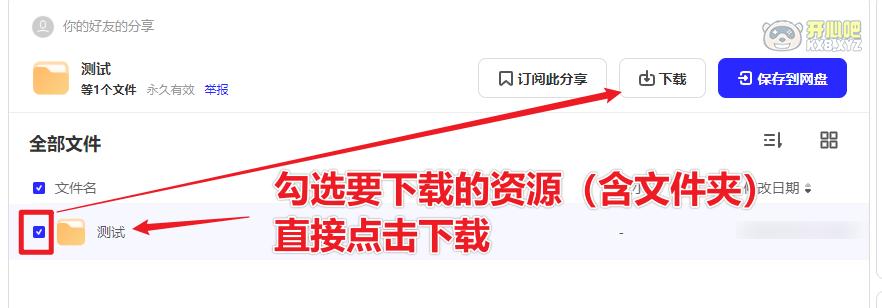 你的好友的分享
开心吧
KX8.XYZ
测试
等1个文件 永久有效 举报
订阅此分享
下载
保存到网盘
全部文件
文件名
改日期
勾选要下载的资源（含文件夹）
测试
-
直接点击下载